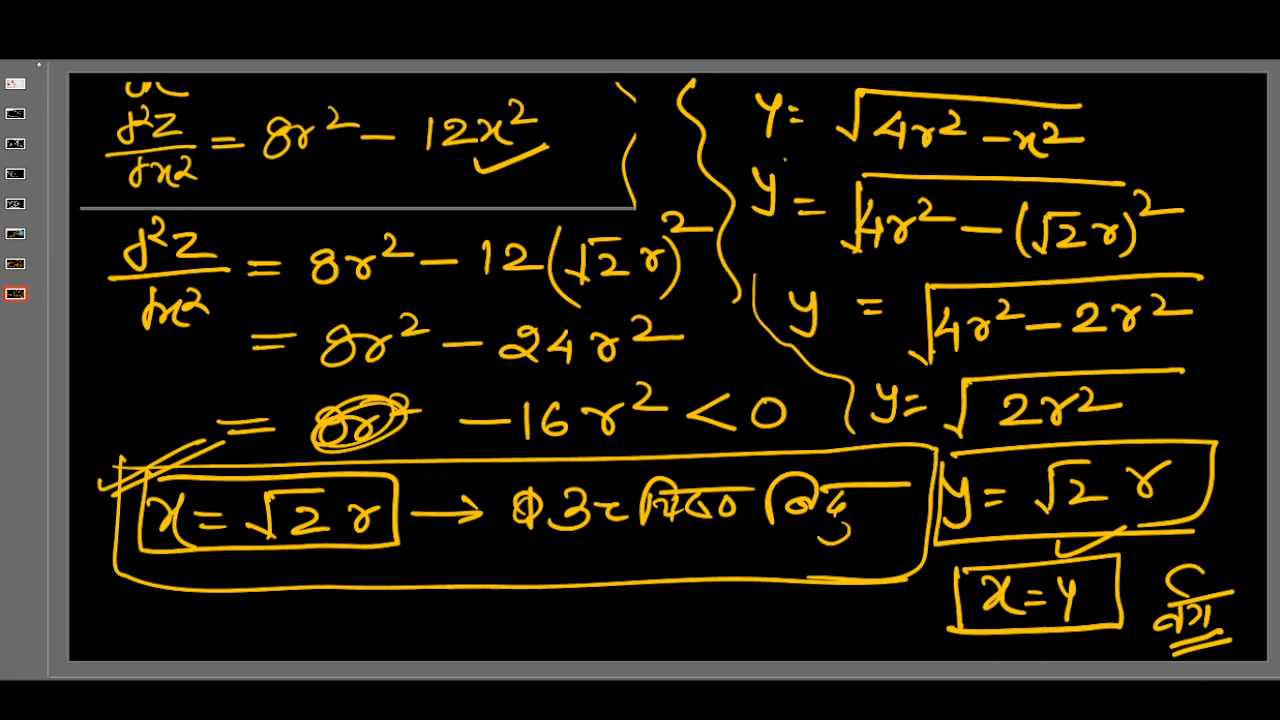 d²z/dx² = 8r² - 12x²
d²z/dx² = 8r² - 12(√2 r)²
= 8r² - 24r²
= -16r² < 0
x = √2 r →
y = √(4r² - x²)
y = √(4r² - (√2 r)²)
y = √(4r² - 2r²)
y = √(2r²)
y = √2 r
x = y
वर्ग